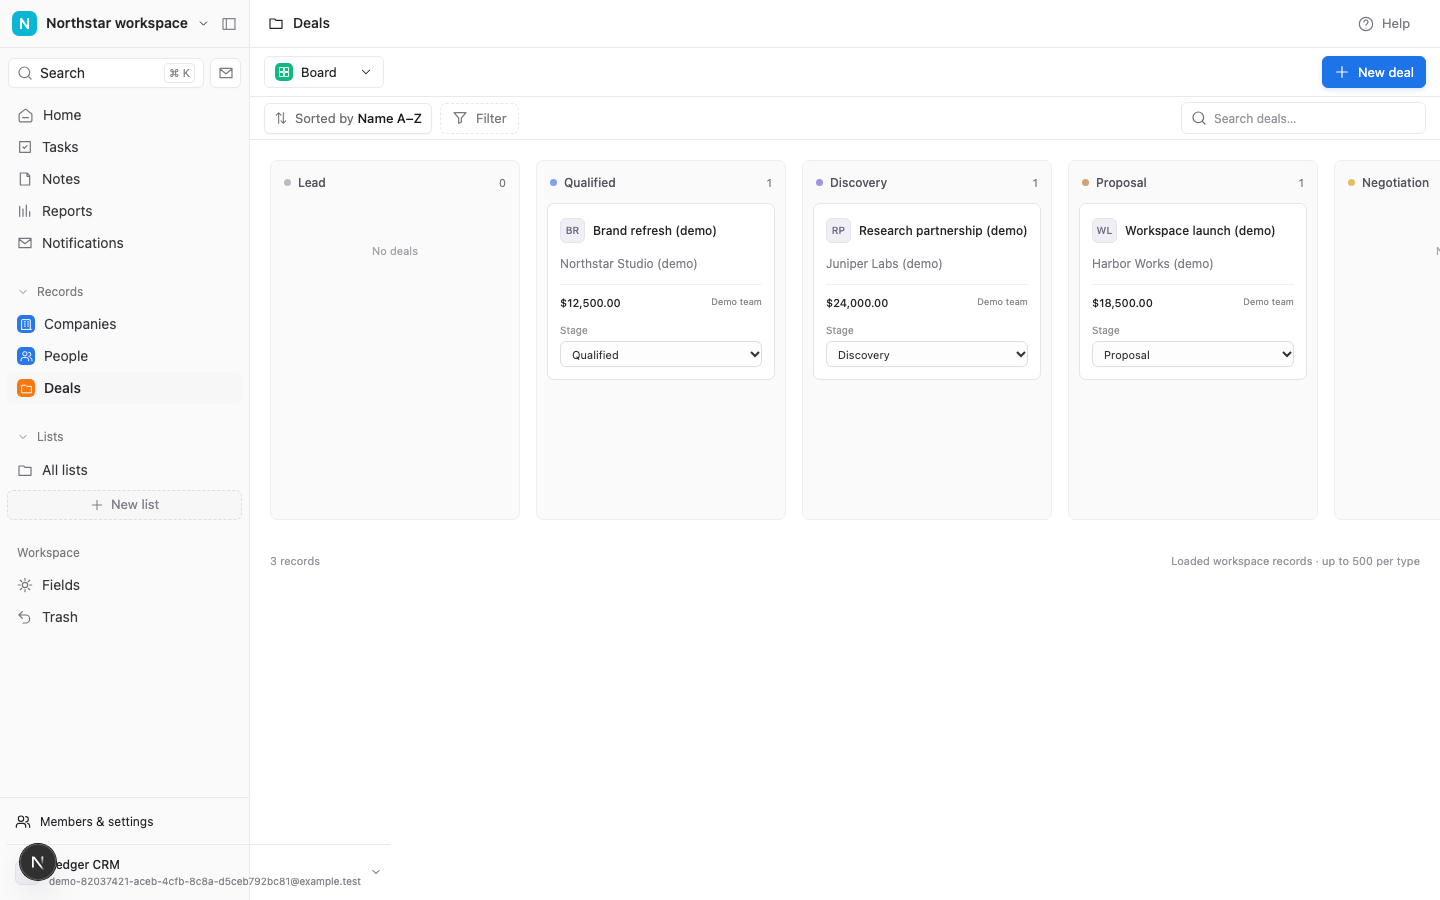 N Northstar workspace
Deals
Help
Search ⌘ K
Board
New deal
Sorted by Name A–Z
Filter
Search deals...
Home
Tasks
Notes
Reports
Notifications
Records
Companies
People
Deals
Lists
All lists
New list
Workspace
Fields
Trash
Lead 0
No deals
Qualified 1
BR Brand refresh (demo)
Northstar Studio (demo)
$12,500.00 Demo team
Stage
Qualified
Discovery 1
RP Research partnership (demo)
Juniper Labs (demo)
$24,000.00 Demo team
Stage
Discovery
Proposal 1
WL Workspace launch (demo)
Harbor Works (demo)
$18,500.00 Demo team
Stage
Proposal
Negotiation
3 records
Loaded workspace records · up to 500 per type
Members & settings
N
edger CRM
demo-82037421-aceb-4cfb-8c8a-d5ceb792bc81@example.test